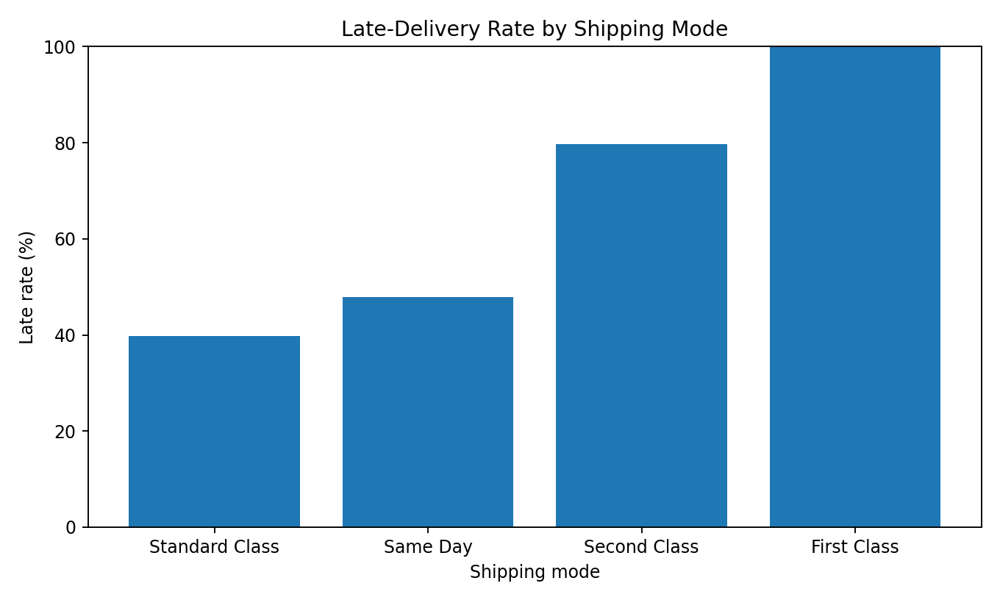 Late-Delivery Rate by Shipping Mode
100
80
60
40
20
0
Late rate (%)
Standard Class
Same Day
Second Class
First Class
Shipping mode